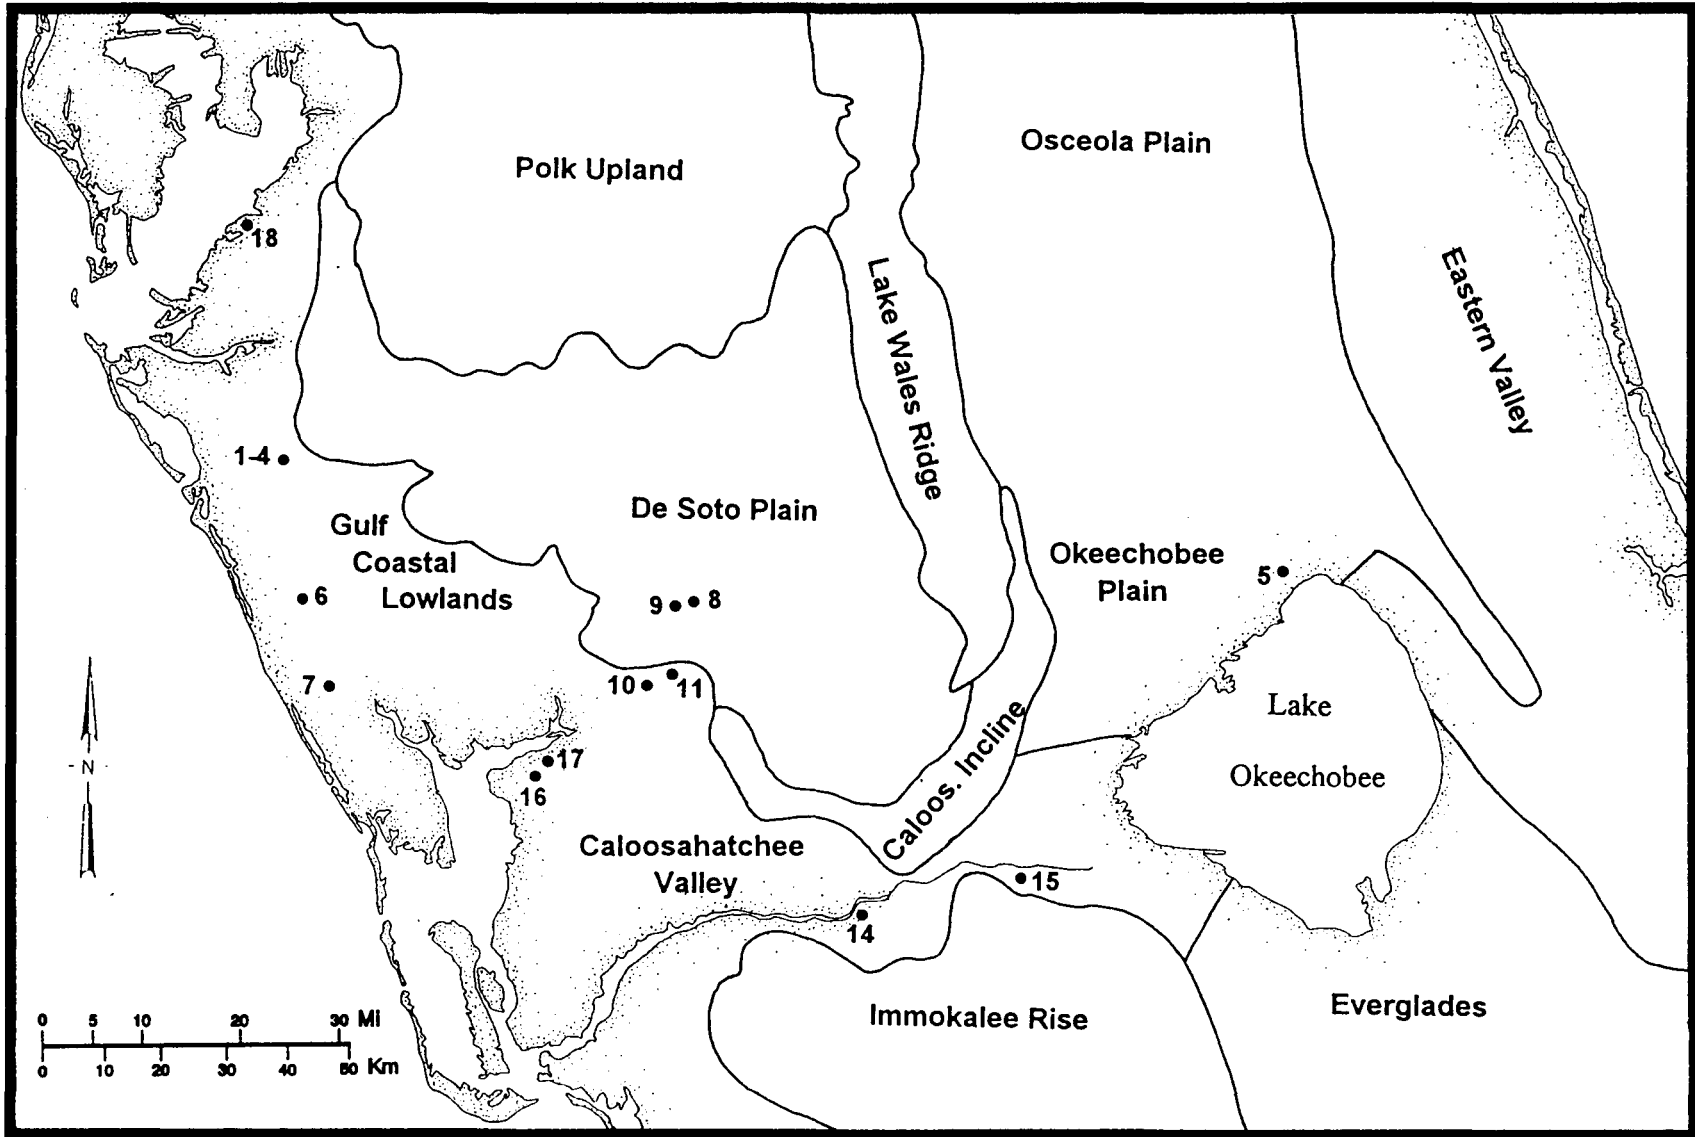 Osceola Plain
Polk Upland
18
Lake Wales Ridge
Eastern Valley
1-4
De Soto Plain
Gulf
Coastal
Lowlands
Okeechobee
Plain
5
6
9
8
7
10
11
Lake
Okeechobee
Caloos. Incline
17
16
N
Caloosahatchee
Valley
15
14
Immokalee Rise
Everglades
0 5 10 20 30 Mi
0 10 20 30 40 50 Km